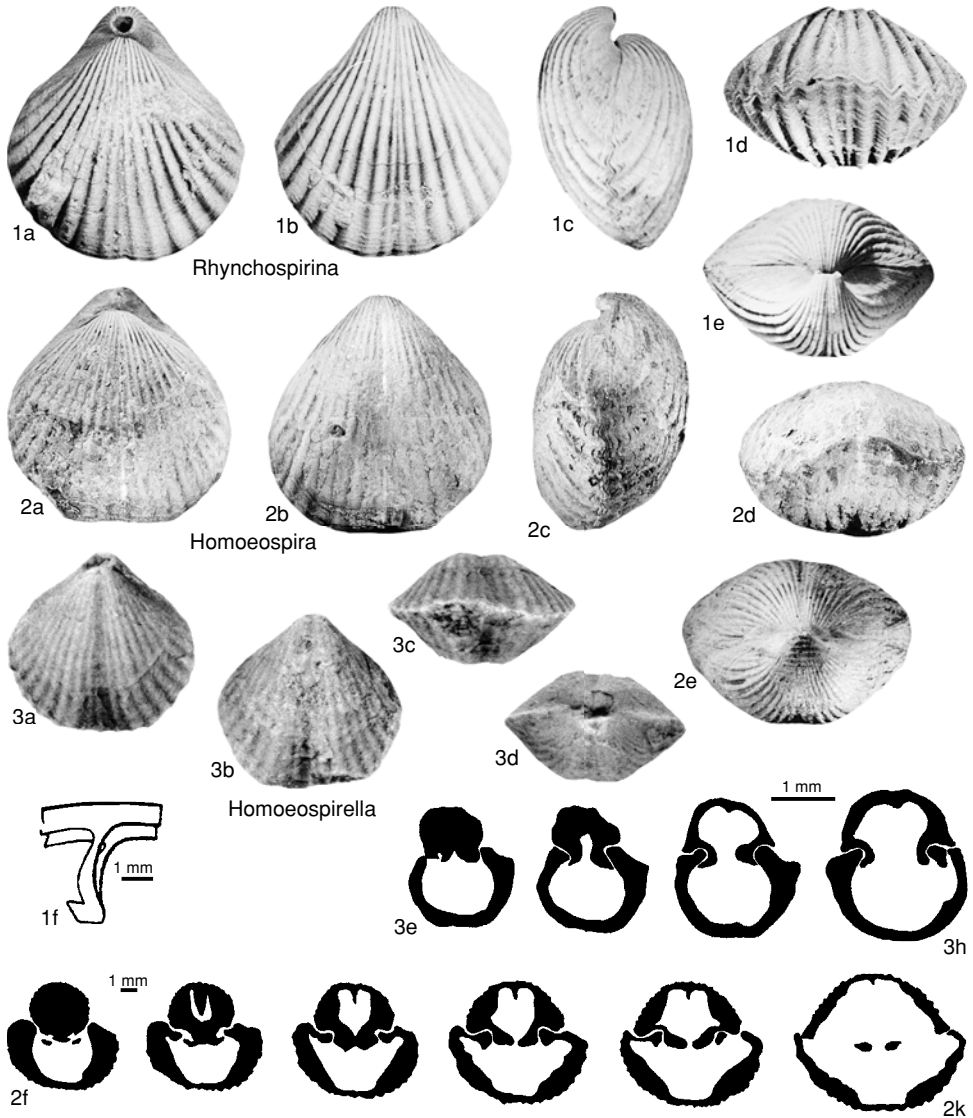 1a
1b
1c
1d
Rhynchospirina
1e
2a
2b
2c
2d
Homoeospira
3a
3b
3c
3d
2e
Homoeospirella
1 mm
1f
1 mm
3e
3h
1 mm
2f
2k